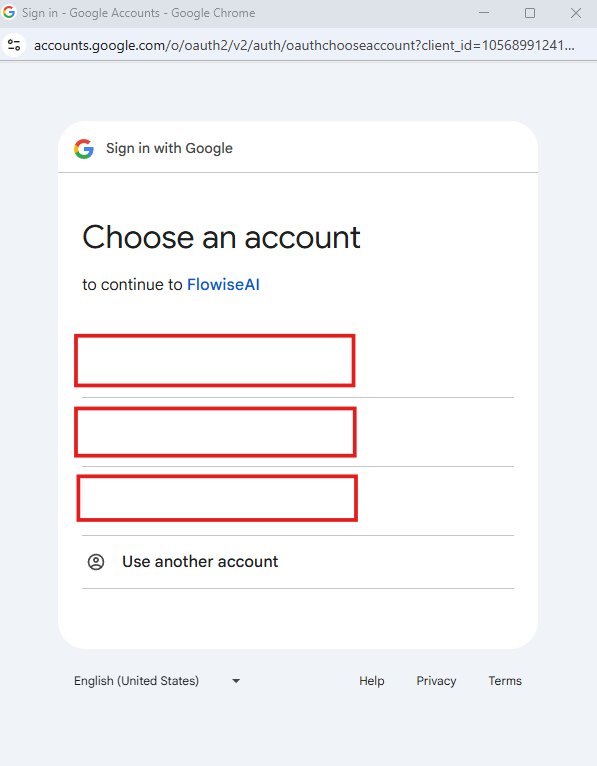 Sign in - Google Accounts - Google Chrome
accounts.google.com/o/oauth2/v2/auth/oauthchooseaccount?client_id=10568991241...
Sign in with Google
Choose an account
to continue to FlowiseAI
Use another account
English (United States)
Help
Privacy
Terms